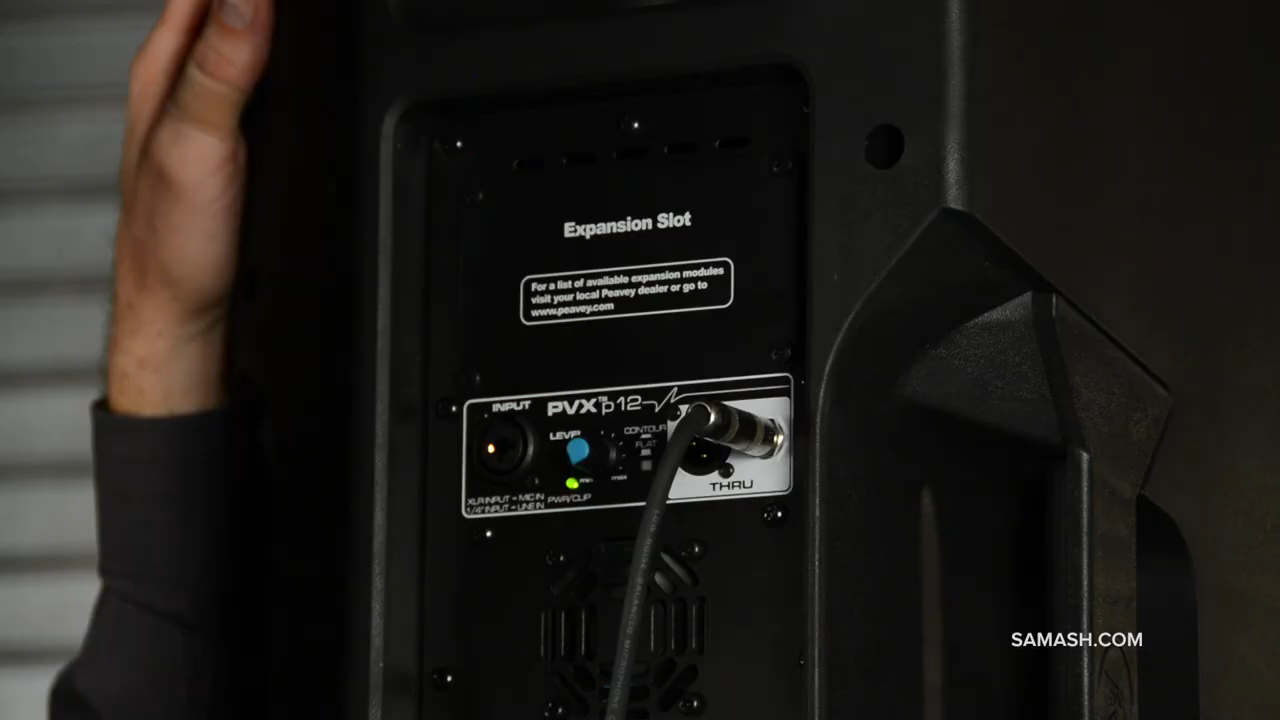 Expansion Slot
For a list of available expansion modules
visit your local Peavey dealer or go to
www.peavey.com
INPUT
PVX™p12
LEVEL
CONTOUR
FLAT
min
max
THRU
XLR INPUT = MIC IN
1/4" INPUT = LINE IN
PWR/CLIP
SAMASH.COM